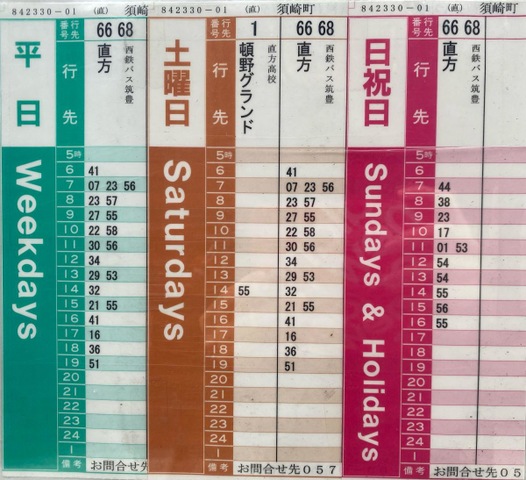 842330-01 (直) 須崎
行先番号 66 68
平日 行先 直方 西鉄バス筑豊
Weekdays
5時
6 41
7 07 23 56
8 23 57
9 27 55
10 22 58
11 30 56
12 34
13 29 53
14 32
15 21 55
16 41
17 16
18 36
19 51
20
21
22
23
24
1
備考 お問合せ先
842330-01 (直) 須崎町
行先番号 1 66 68
土曜日 行先 頓野グランド 直方高校 直方 西鉄バス筑豊
Saturdays
5時
6 41
7 07 23 56
8 23 57
9 27 55
10 22 58
11 30 56
12 34
13 29 53
14 55 32
15 21 55
16 41
17 16
18 36
19 51
20
21
22
23
24
1
備考 お問合せ先057
842330-01 (直) 須崎町
行先番号 66 68
日祝日 行先 直方 西鉄バス筑豊
Sundays & Holidays
5時
6
7 44
8 38
9 23
10 17
11 01 53
12 54
13 54
14 55
15 56
16 55
17
18
19
20
21
22
23
24
1
備考 お問合せ先05